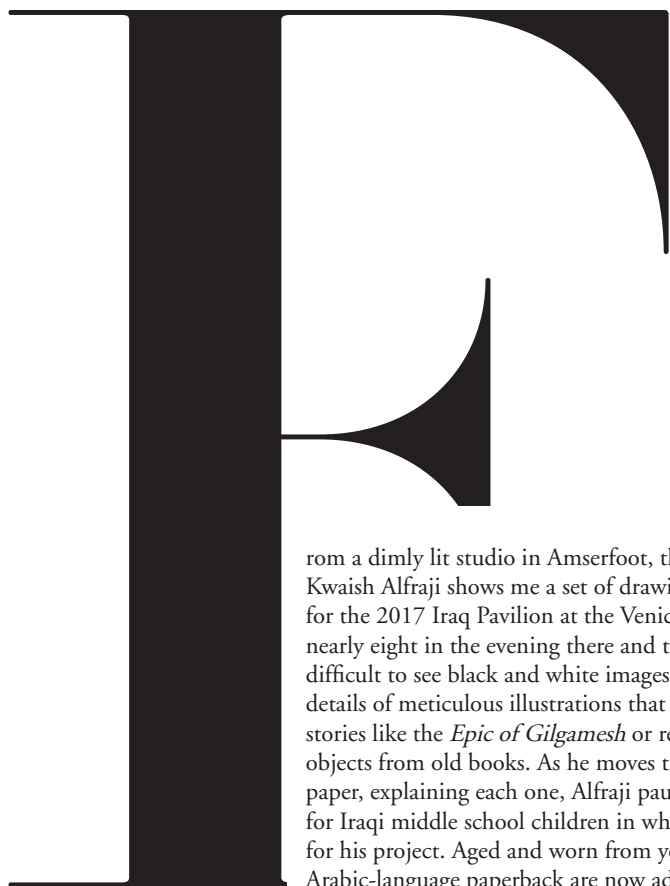 F
rom a dimly lit studio in Amserfoot,
Kwaish Alfraji shows me a set of
for the 2017 Iraq Pavilion at the
nearly eight in the evening there and
difficult to see black and white images
details of meticulous illustrations that
stories like the Epic of Gilgamesh or
objects from old books. As he moves
paper, explaining each one, Alfraji
for Iraqi middle school children in
for his project. Aged and worn from
Arabic-language paperback are now